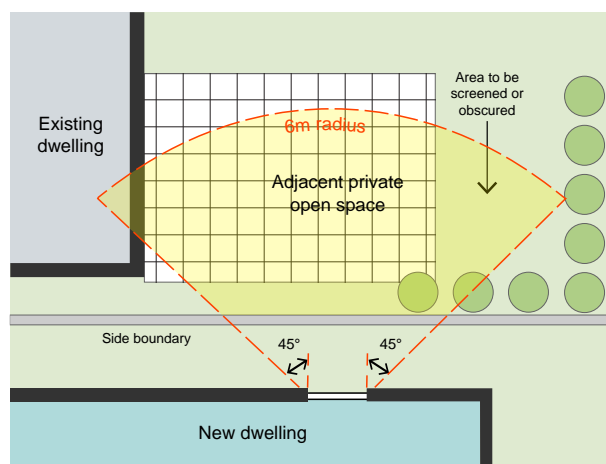 Area to be
screened or
obscured
6m radius
Existing
dwelling
Adjacent private
open space
Side boundary
45°
45°
New dwelling